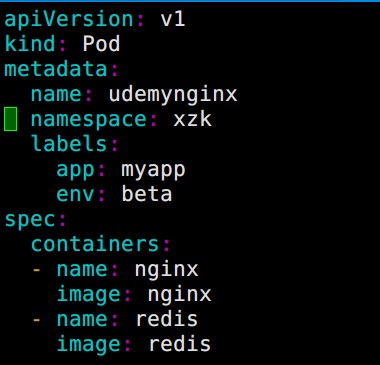 apiVersion: v1
kind: Pod
metadata:
  name: udemynginx
  namespace: xzk
  labels:
    app: myapp
    env: beta
spec:
  containers:
  - name: nginx
    image: nginx
  - name: redis
    image: redis